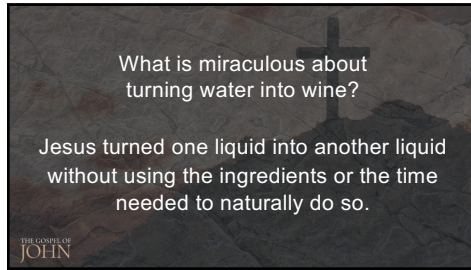 What is miraculous about
turning water into wine?
Jesus turned one liquid into another liquid
without using the ingredients or the time
needed to naturally do so.
THE GOSPEL OF
JOHN